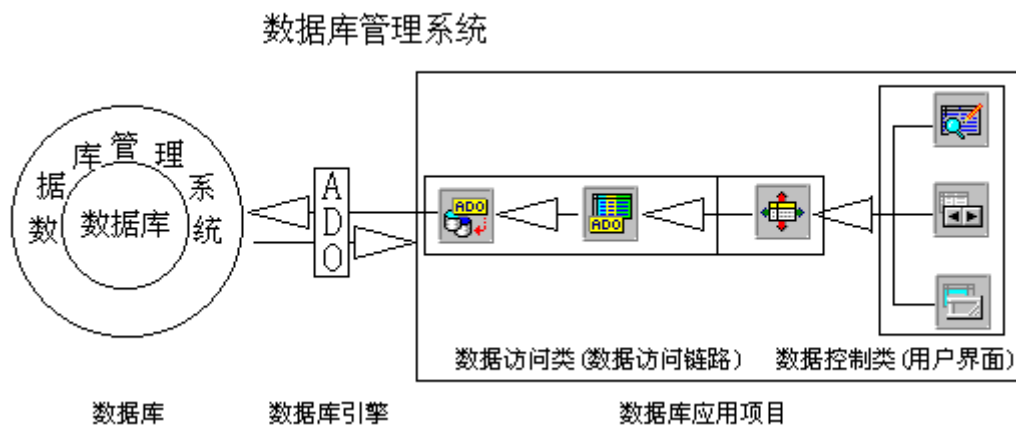 数据库管理系统
数据库管理系统
数据库
ADO
ADO
ADO
数据访问类(数据访问链路)
数据控制类(用户界面)
数据库
数据库引擎
数据库应用项目